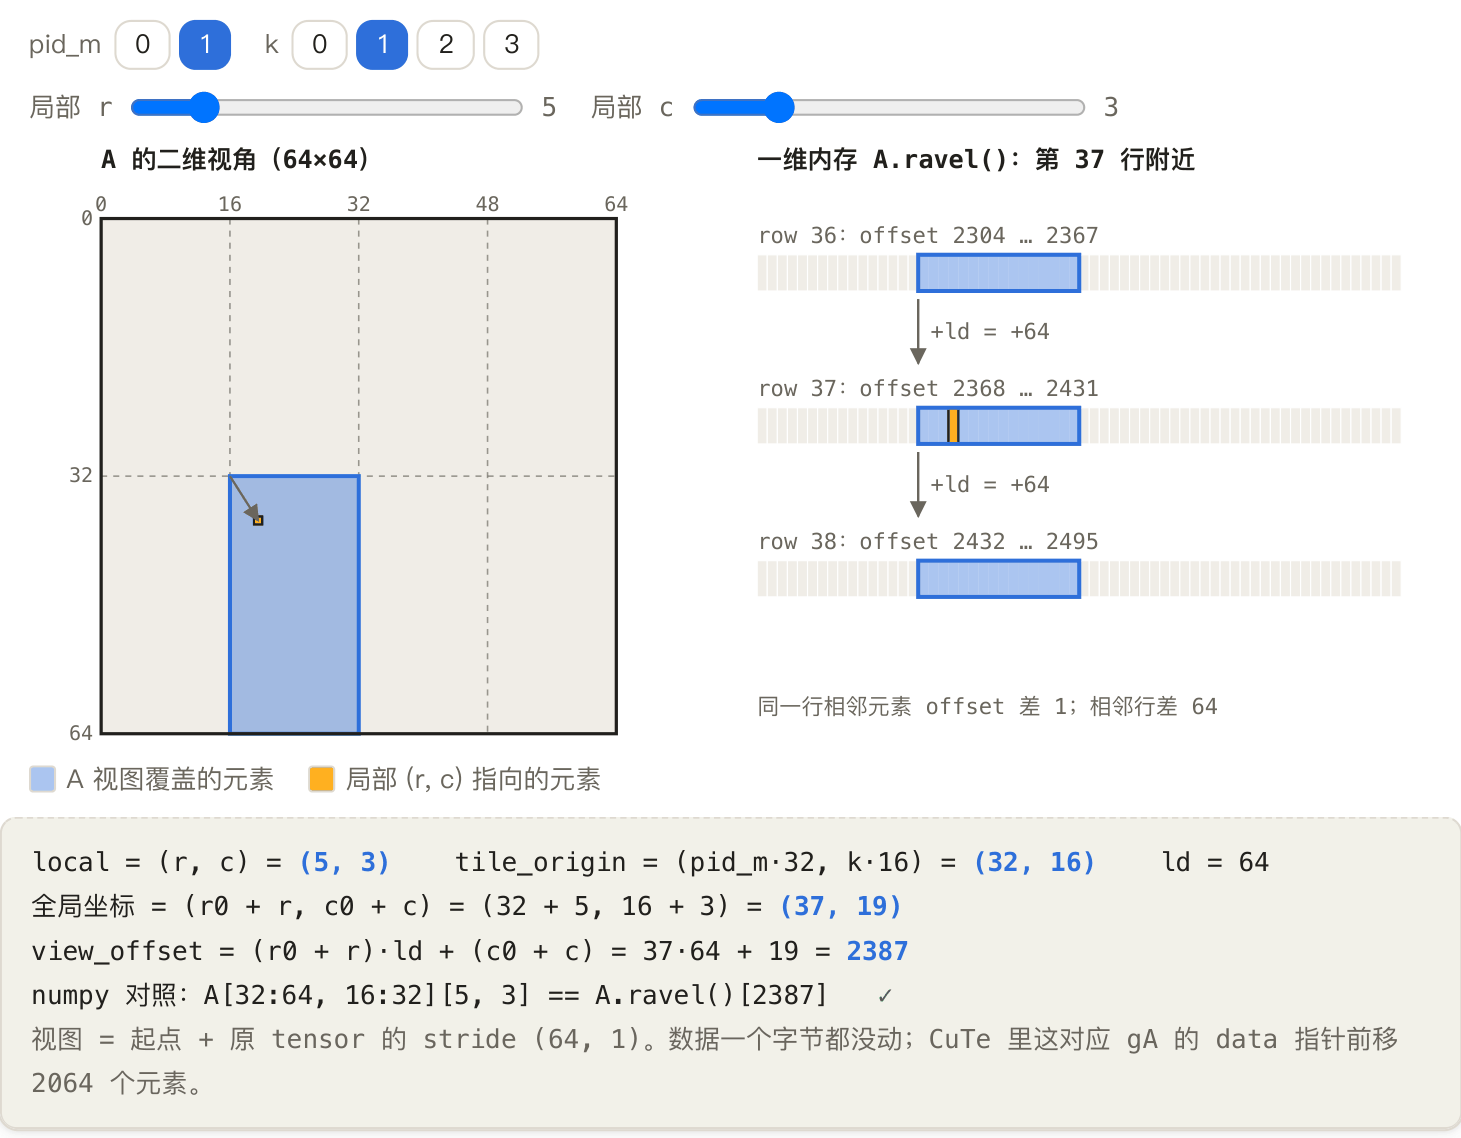 pid_m 0 1 k 0 1 2 3
局部 r 5 局部 c 3
A 的二维视角 (64×64)
0 16 32 48 64
0
32
64
一维内存 A.ravel(): 第 37 行附近
row 36: offset 2304 … 2367
+ld = +64
row 37: offset 2368 … 2431
+ld = +64
row 38: offset 2432 … 2495
同一行相邻元素 offset 差 1; 相邻行差 64
A 视图覆盖的元素 局部 (r, c) 指向的元素
local = (r, c) = (5, 3) tile_origin = (pid_m·32, k·16) = (32, 16) ld = 64
全局坐标 = (r0 + r, c0 + c) = (32 + 5, 16 + 3) = (37, 19)
view_offset = (r0 + r)·ld + (c0 + c) = 37·64 + 19 = 2387
numpy 对照: A[32:64, 16:32][5, 3] == A.ravel()[2387] ✓
视图 = 起点 + 原 tensor 的 stride (64, 1)。数据一个字节都没动; CuTe 里这对应 gA 的 data 指针前移
2064 个元素。